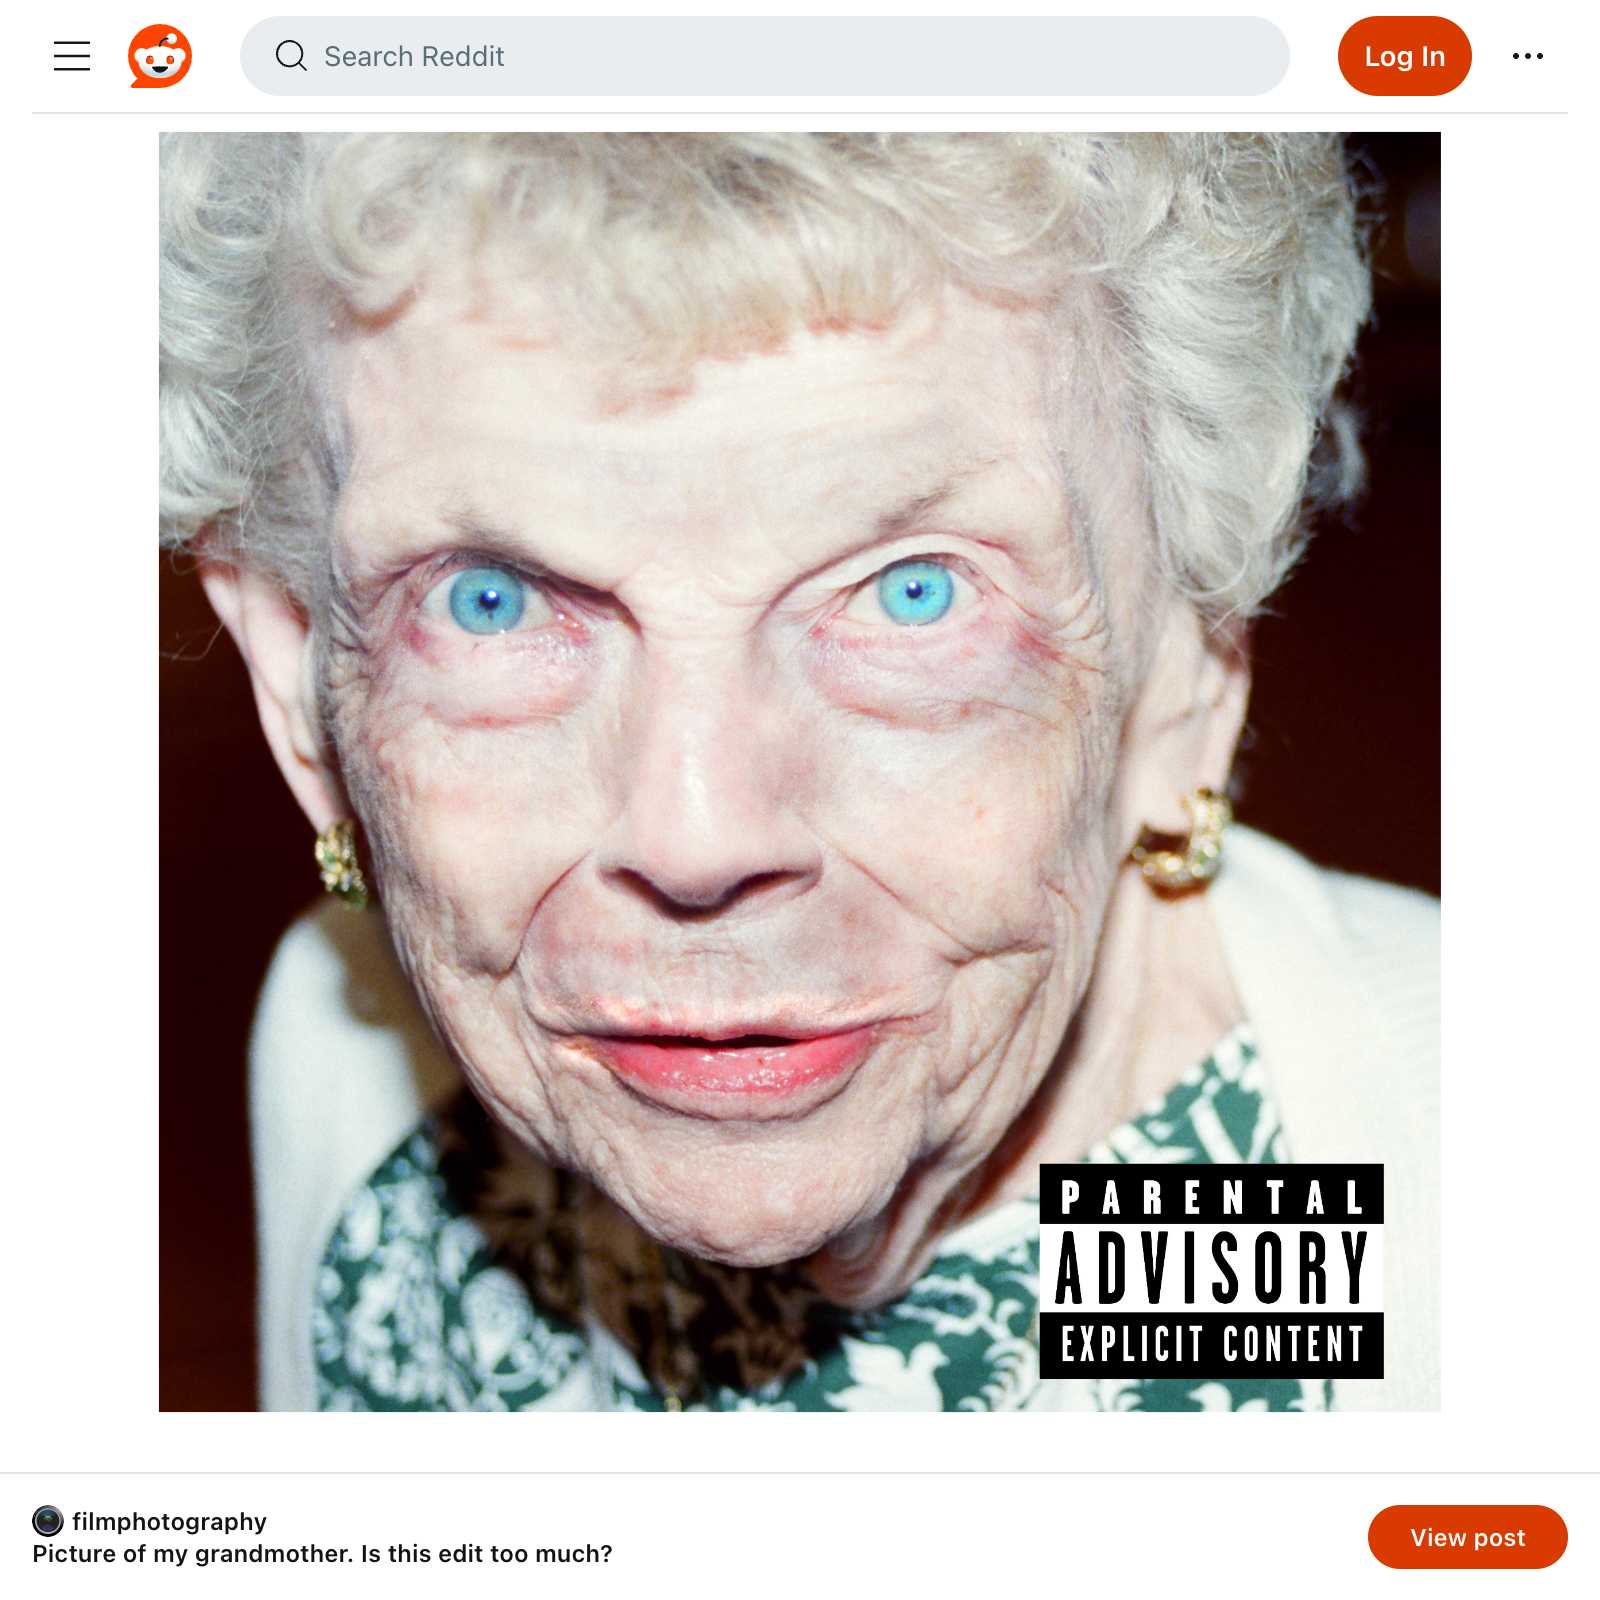 Search Reddit
Log In
PARENTAL
ADVISORY
EXPLICIT CONTENT
filmphotography
Picture of my grandmother. Is this edit too much?
View post